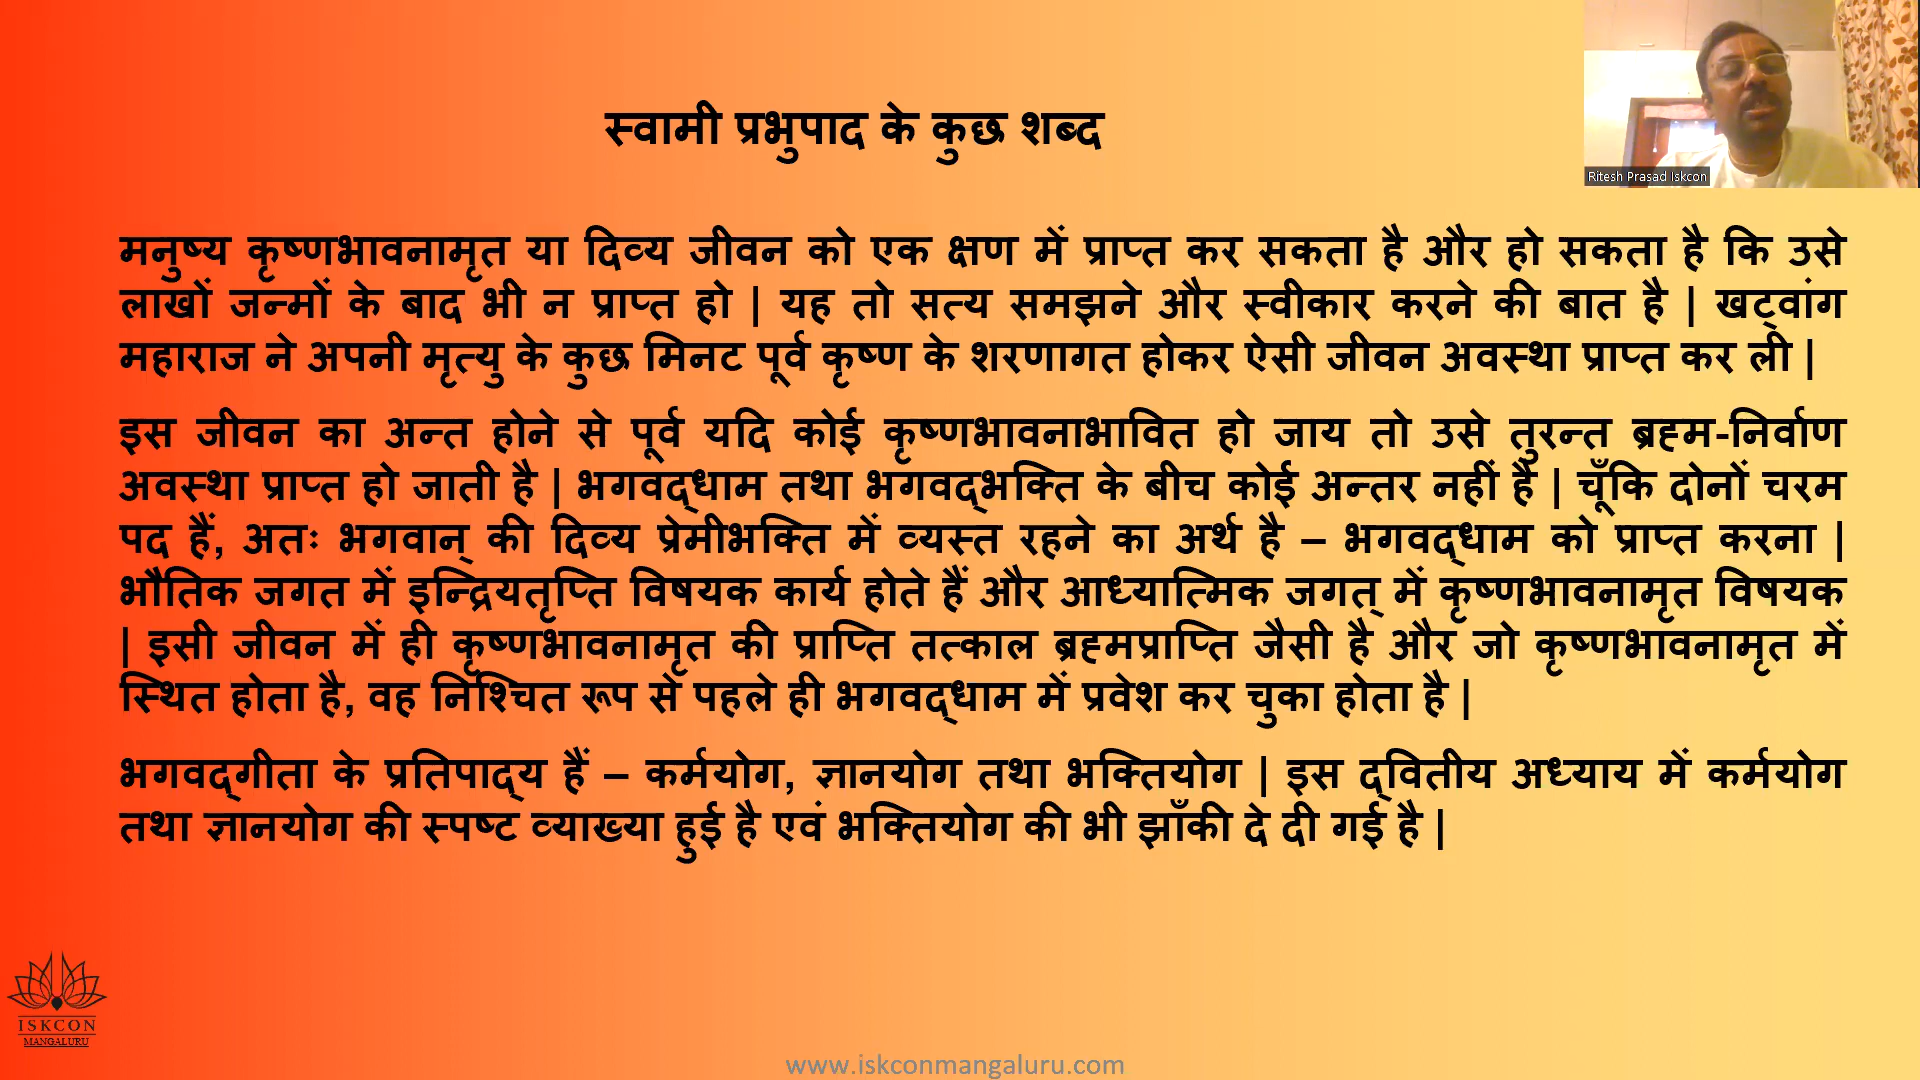 स्वामी प्रभुपाद के कुछ शब्द
Ritesh Prasad Iskcon
मनुष्य कृष्णभावनामृत या दिव्य जीवन को एक क्षण में प्राप्त कर सकता है और हो सकता है कि उसे
लाखों जन्मों के बाद भी न प्राप्त हो | यह तो सत्य समझने और स्वीकार करने की बात है | खट्वांग
महाराज ने अपनी मृत्यु के कुछ मिनट पूर्व कृष्ण के शरणागत होकर ऐसी जीवन अवस्था प्राप्त कर ली |
इस जीवन का अन्त होने से पूर्व यदि कोई कृष्णभावनाभावित हो जाय तो उसे तुरन्त ब्रह्म-निर्वाण
अवस्था प्राप्त हो जाती है | भगवद्धाम तथा भगवद्भक्ति के बीच कोई अन्तर नहीं है | चूँकि दोनों चरम
पद हैं, अतः भगवान् की दिव्य प्रेमीभक्ति में व्यस्त रहने का अर्थ है – भगवद्धाम को प्राप्त करना |
भौतिक जगत में इन्द्रियतृप्ति विषयक कार्य होते हैं और आध्यात्मिक जगत् में कृष्णभावनामृत विषयक
| इसी जीवन में ही कृष्णभावनामृत की प्राप्ति तत्काल ब्रह्मप्राप्ति जैसी है और जो कृष्णभावनामृत में
स्थित होता है, वह निश्चित रूप से पहले ही भगवद्धाम में प्रवेश कर चुका होता है |
भगवद्गीता के प्रतिपाद्य हैं – कर्मयोग, ज्ञानयोग तथा भक्तियोग | इस द्वितीय अध्याय में कर्मयोग
तथा ज्ञानयोग की स्पष्ट व्याख्या हुई है एवं भक्तियोग की भी झाँकी दे दी गई है |
ISKCON
MANGALURU
www.iskconmangaluru.com